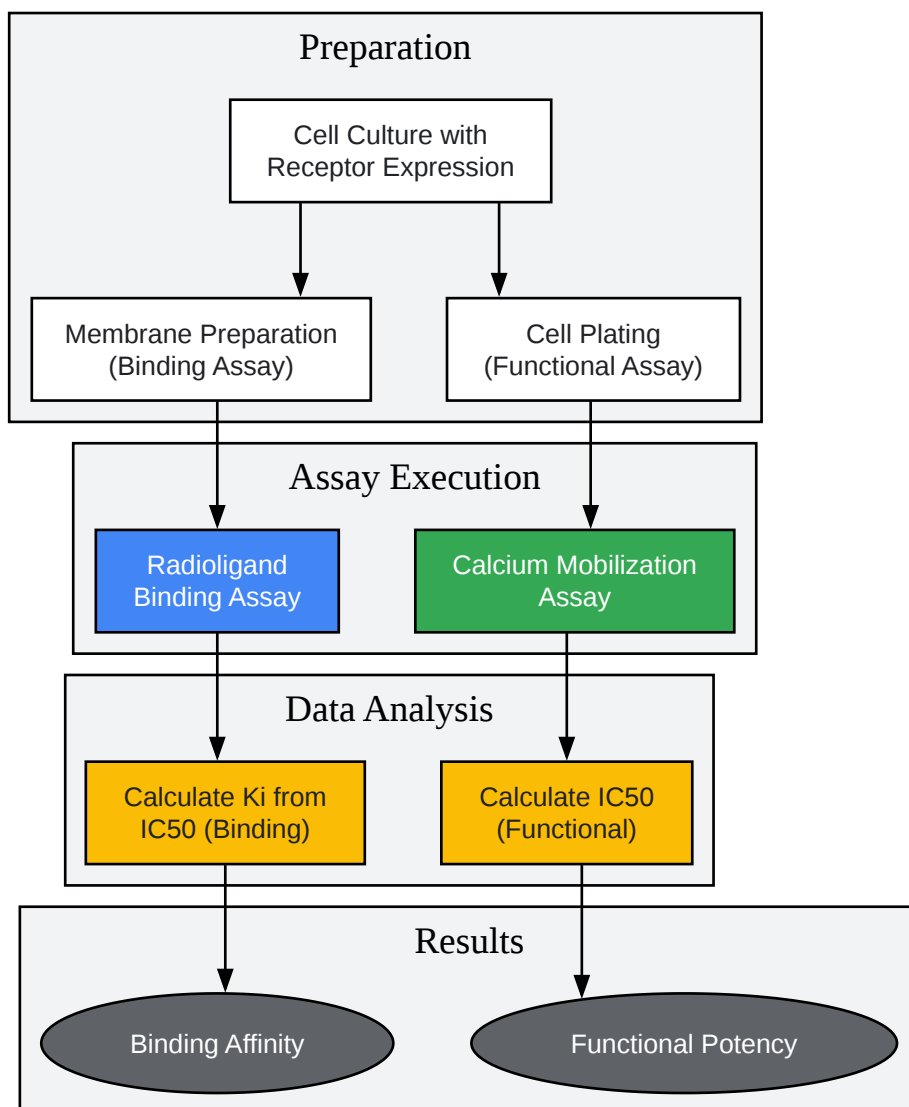 Preparation
Cell Culture with
Receptor Expression
Membrane Preparation
(Binding Assay)
Cell Plating
(Functional Assay)
Assay Execution
Radioligand
Binding Assay
Calcium Mobilization
Assay
Data Analysis
Calculate Ki from
IC50 (Binding)
Calculate IC50
(Functional)
Results
Binding Affinity
Functional Potency